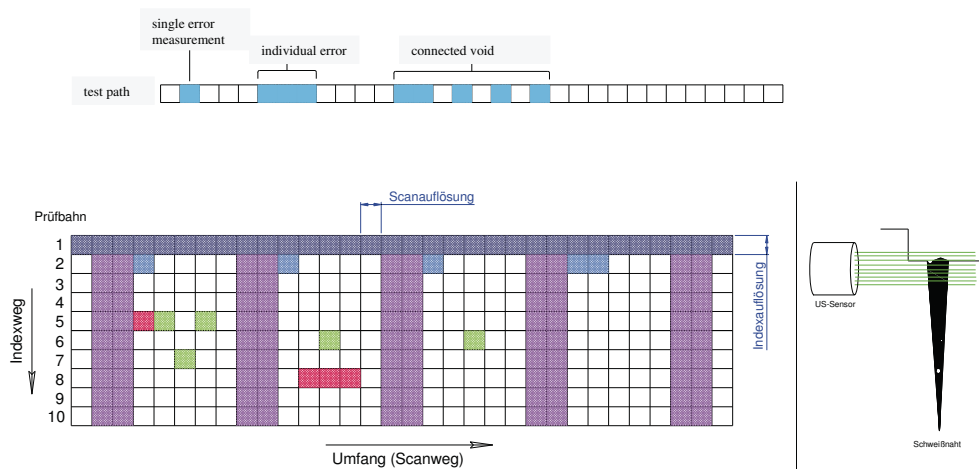 single error
measurement
individual error
connected void
test path
Scanauflösung
Prüfbahn
1
2
3
4
5
6
7
8
9
10
Indexweg
Indexauflösung
Umfang (Scanweg)
US-Sensor
Schweißnaht